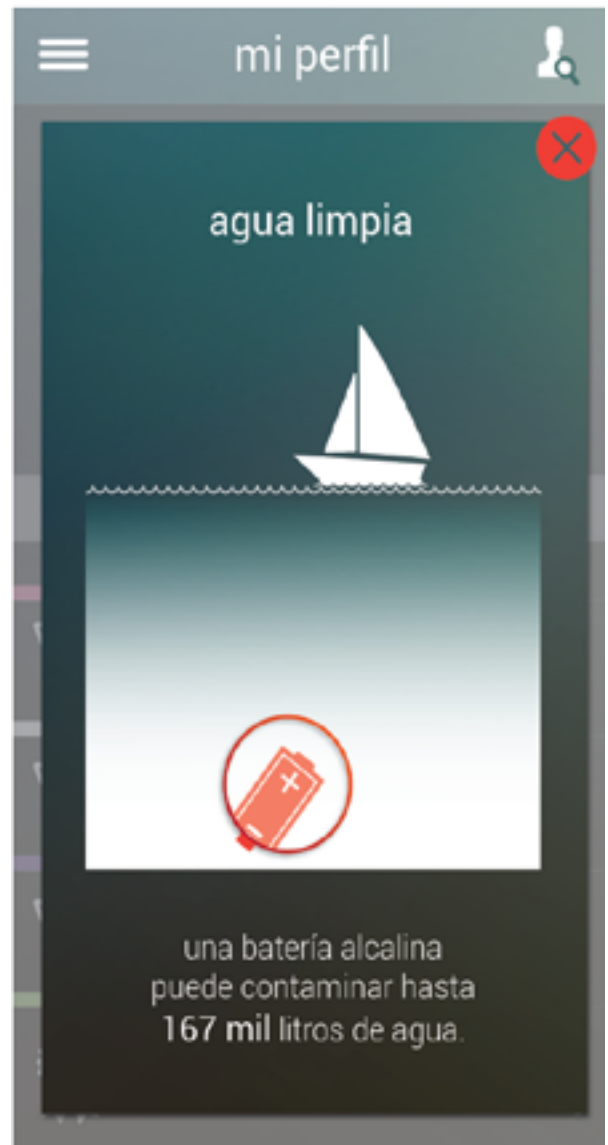 mi perfil
agua limpia
una batería alcalina
puede contaminar hasta
167 mil litros de agua.